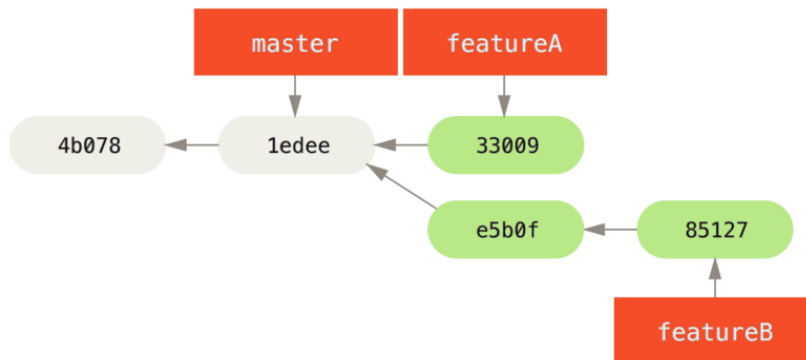 master
featureA
4b078
1edee
33009
e5b0f
85127
featureB